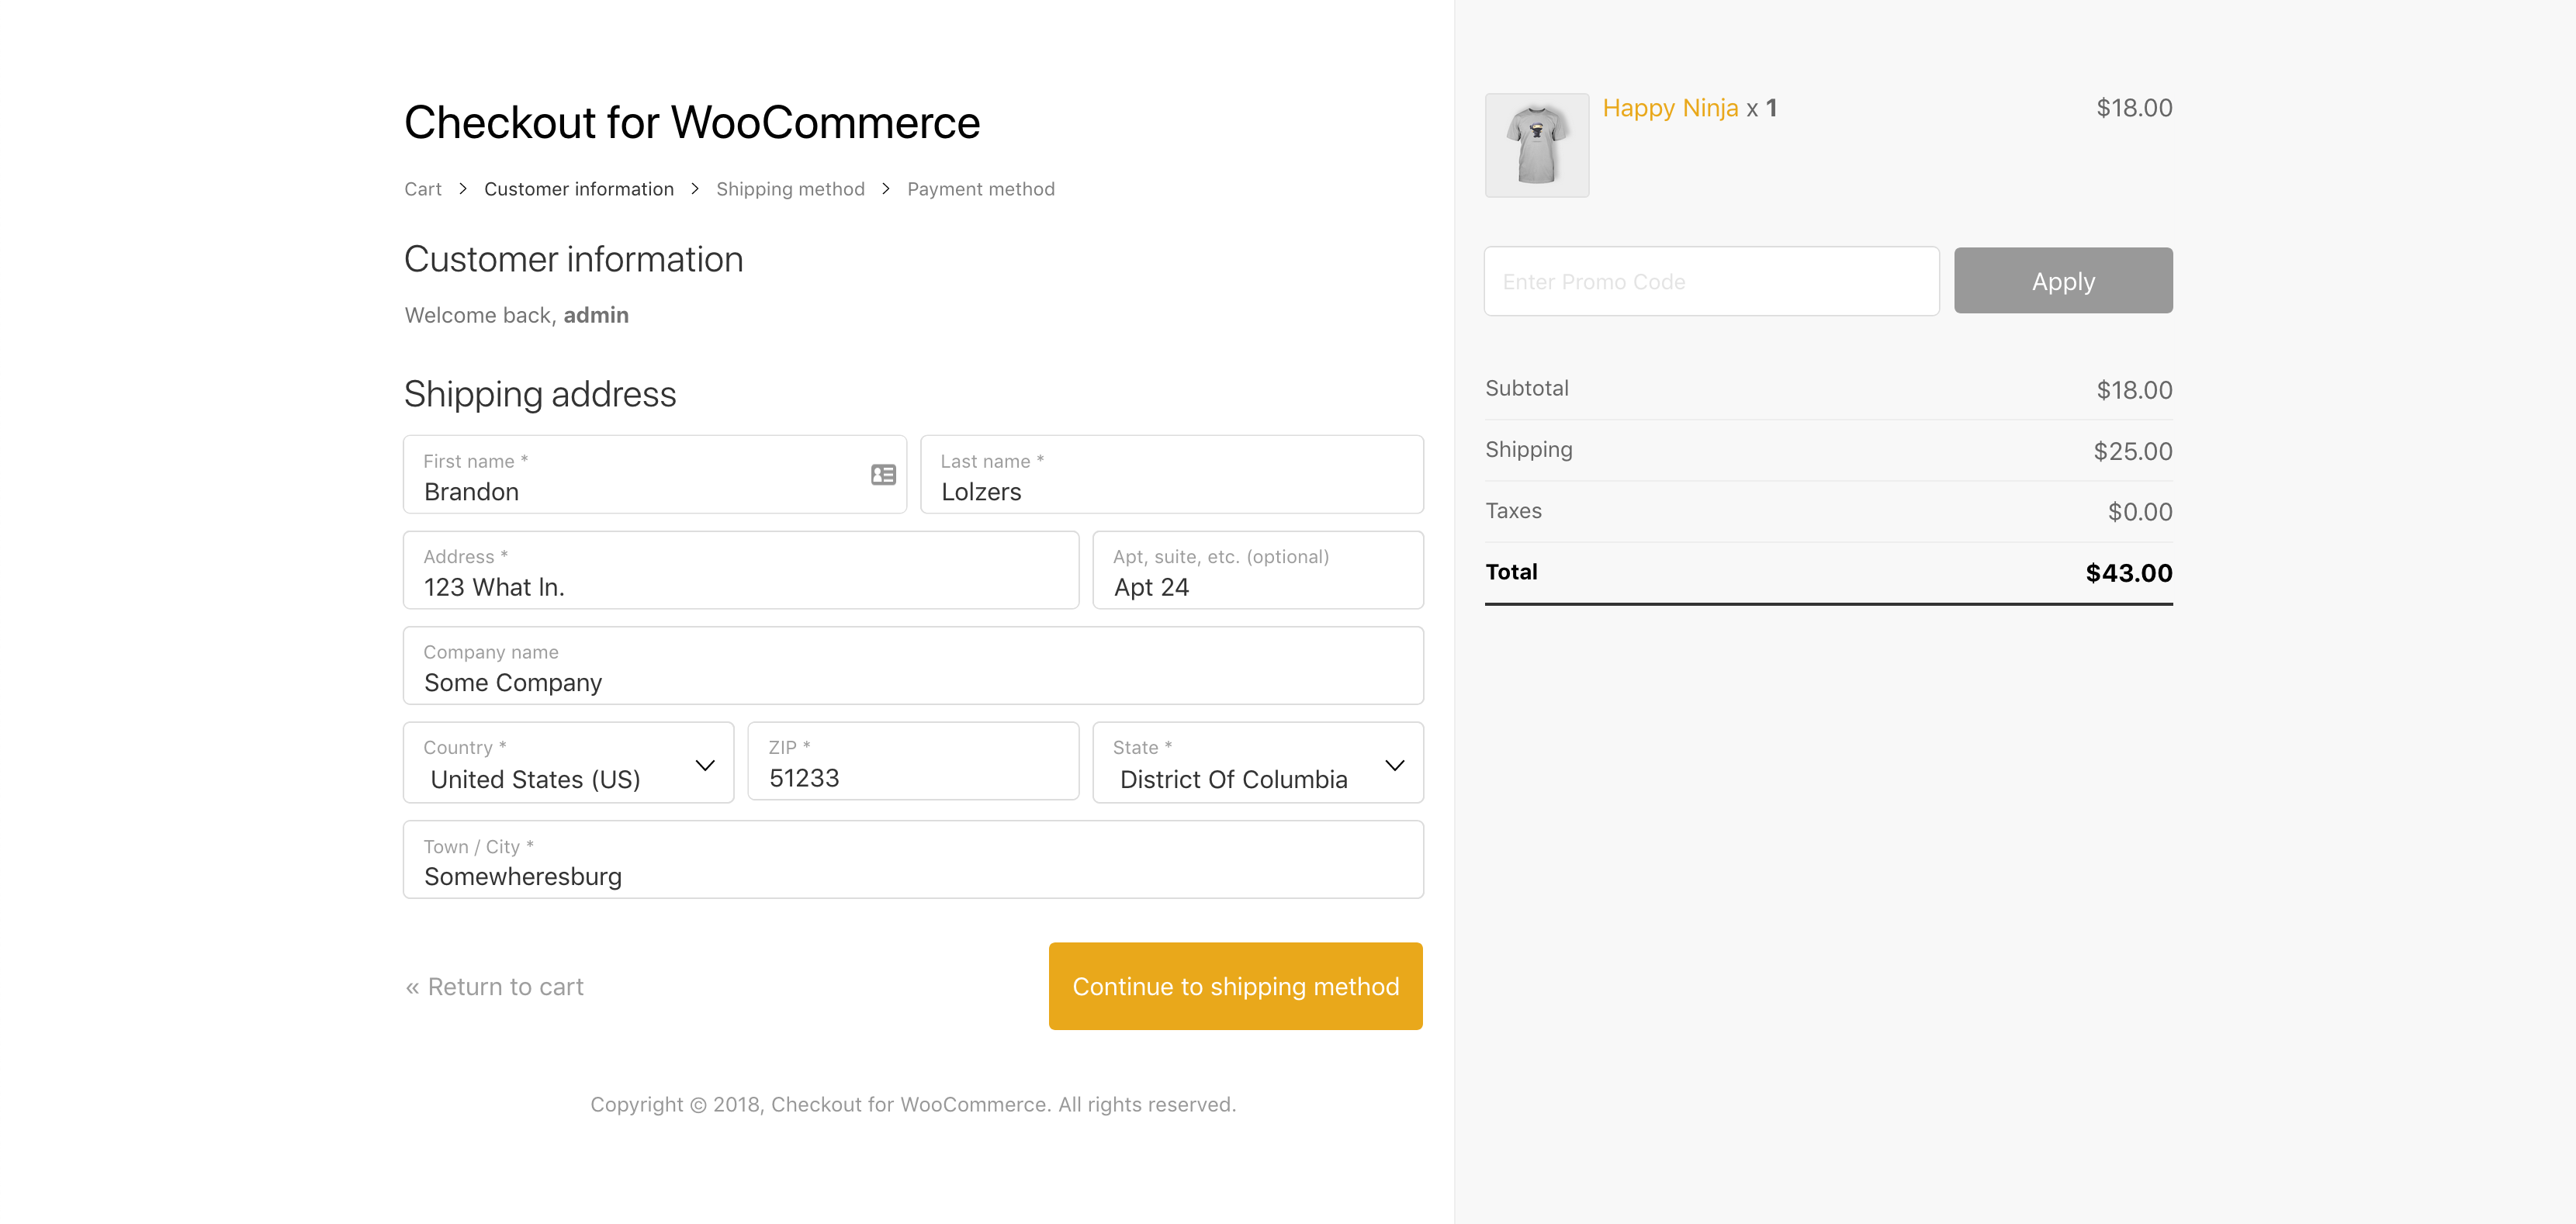 Checkout for WooCommerce
Cart > Customer information > Shipping method > Payment method
Customer information
Welcome back, admin
Shipping address
First name *
Brandon
Last name *
Lolzers
Address *
123 What ln.
Apt, suite, etc. (optional)
Apt 24
Company name
Some Company
Country *
United States (US)
ZIP *
51233
State *
District Of Columbia
Town / City *
Somewheresburg
« Return to cart
Continue to shipping method
Copyright © 2018, Checkout for WooCommerce. All rights reserved.
Happy Ninja x 1 $18.00
Enter Promo Code
Apply
Subtotal $18.00
Shipping $25.00
Taxes $0.00
Total $43.00